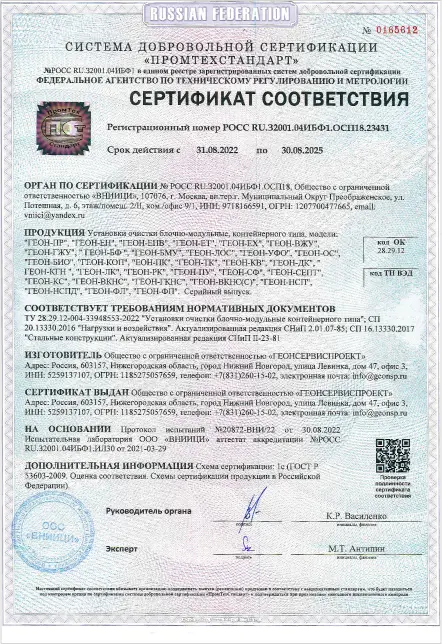 RUSSIAN FEDERATION
№ 0165612
СИСТЕМА ДОБРОВОЛЬНОЙ СЕРТИФИКАЦИИ
«ПРОМТЕХСТАНДАРТ»
№РОСС RU.32001.04ИБФ1 в едином реестре зарегистрированных систем добровольной сертификации
ФЕДЕРАЛЬНОЕ АГЕНТСТВО ПО ТЕХНИЧЕСКОМУ РЕГУЛИРОВАНИЮ И МЕТРОЛОГИИ
СЕРТИФИКАТ СООТВЕТСТВИЯ
ПромТех
ПСТ
Регистрационный номер РОСС RU.32001.04ИБФ1.ОСП18.23431
Срок действия с 31.08.2022 по 30.08.2025
ОРГАН ПО СЕРТИФИКАЦИИ № РОСС RU.32001.04ИБФ1.ОСП18, Общество с ограниченной
ответственностью «ВНИИЦИ», 107076, г. Москва, вн.тер.г. Муниципальный Округ Преображенское, ул.
Потешная, д. 6, этаж/помещ. 2/II, ком./офис 9/1, ИНН: 9718166591, ОГРН: 1207700477665, email:
vniici@yandex.ru
ПРОДУКЦИЯ Установки очистки блочно-модульные, контейнерного типа, модели:
"ГЕОН-ПР", "ГЕОН-ЕН", "ГЕОН-ЕНВ", "ГЕОН-ЕТ", "ГЕОН-ЕХ", "ГЕОН-ВЖУ",
"ГЕОН-ГЖУ", "ГЕОН-БФ", "ГЕОН-БМУ", "ГЕОН-ЛОС", "ГЕОН-УФО", "ГЕОН-ОС",
"ГЕОН-БИО", "ГЕОН-КОП", "ГЕОН-ПК", "ГЕОН-ТК", "ГЕОН-КВ", "ГЕОН-ДК",
"ГЕОН-КГН", "ГЕОН-ЛК", "ГЕОН-РК", "ГЕОН-ПУ", "ГЕОН-СФ", "ГЕОН-СЕПТ",
"ГЕОН-КС", "ГЕОН-ВКНС", "ГЕОН-ГКНС", "ГЕОН-ВКН(С)", "ГЕОН-НСП",
"ГЕОН-НСПД", "ГЕОН-ФЛ", "ГЕОН-ФП". Серийный выпуск.
код ОК
28.29.12
код ТН ВЭД
СООТВЕТСТВУЕТ ТРЕБОВАНИЯМ НОРМАТИВНЫХ ДОКУМЕНТОВ
ТУ 28.29.12-004-33948553-2022 "Установки очистки блочно-модульные контейнерного типа"; СП
20.13330.2016 "Нагрузки и воздействия". Актуализированная редакция СНиП 2.01.07-85; СП 16.13330.2017
"Стальные конструкции". Актуализированная редакция СНиП II-23-81
ИЗГОТОВИТЕЛЬ Общество с ограниченной ответственностью «ГЕОНСЕРВИСПРОЕКТ»
Адрес: Россия, 603157, Нижегородская область, город Нижний Новгород, улица Левинка, дом 47, офис 3,
ИНН: 5259137107, ОГРН: 1185275057659, телефон: +7(831)260-15-02, электронная почта: info@geonsp.ru
СЕРТИФИКАТ ВЫДАН Общество с ограниченной ответственностью «ГЕОНСЕРВИСПРОЕКТ»
Адрес: Россия, 603157, Нижегородская область, город Нижний Новгород, улица Левинка, дом 47, офис 3,
ИНН: 5259137107, ОГРН: 1185275057659, телефон: +7(831)260-15-02, электронная почта: info@geonsp.ru
НА ОСНОВАНИИ Протокол испытаний №20872-ВНИ/22 от 30.08.2022
Испытательная лаборатория ООО «ВНИИЦИ» аттестат аккредитации №РОСС
RU.32001.04ИБФ1.ИЛ30 от 2021-03-29
ДОПОЛНИТЕЛЬНАЯ ИНФОРМАЦИЯ Схема сертификации: 1с (ГОСТ Р
53603-2009. Оценка соответствия. Схемы сертификации продукции в Российской
Федерации).
Проверка
подлинности
сертификата
соответствия
Руководитель органа
К.Р. Василенко
подпись
инициалы, фамилия
ООО
«ВНИИЦИ»
Эксперт
М.Т. Антипин
подпись
инициалы, фамилия